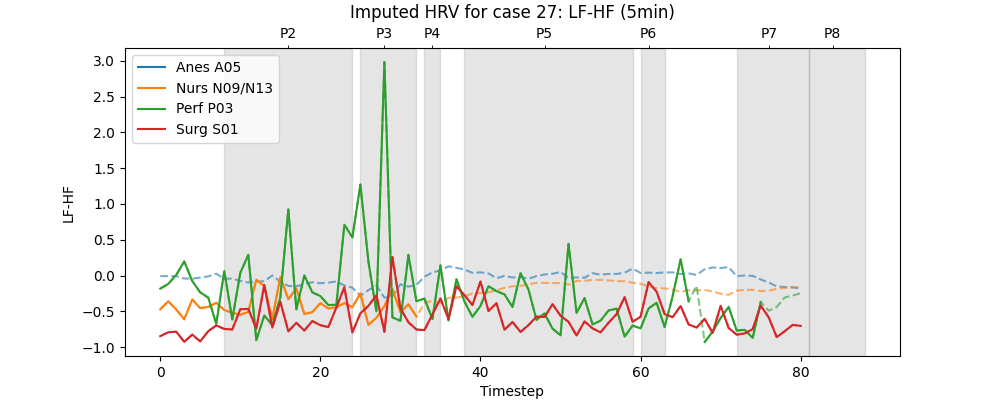 Imputed HRV for case 27: LF-HF (5min)
P2 P3 P4 P5 P6 P7 P8
Anes A05
Nurs N09/N13
Perf P03
Surg S01
3.0
2.5
2.0
1.5
1.0
0.5
0.0
−0.5
−1.0
LF-HF
0 20 40 60 80
Timestep